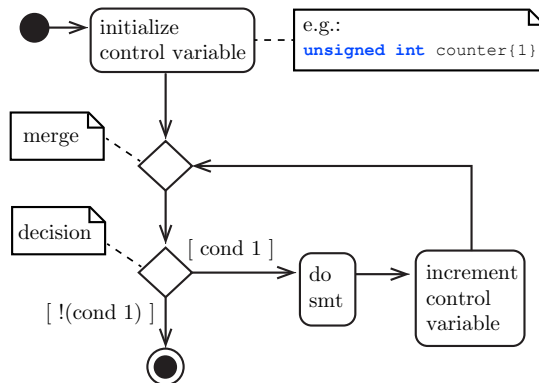 initialize
control variable
e.g.:
unsigned int counter{1}
merge
decision
[ cond 1 ]
do
smt
increment
control
variable
[ !(cond 1) ]